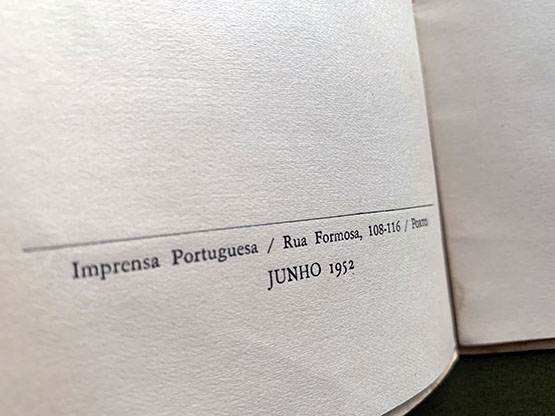 Imprensa Portuguesa / Rua Formosa, 108-116 / Porto
JUNHO 1952